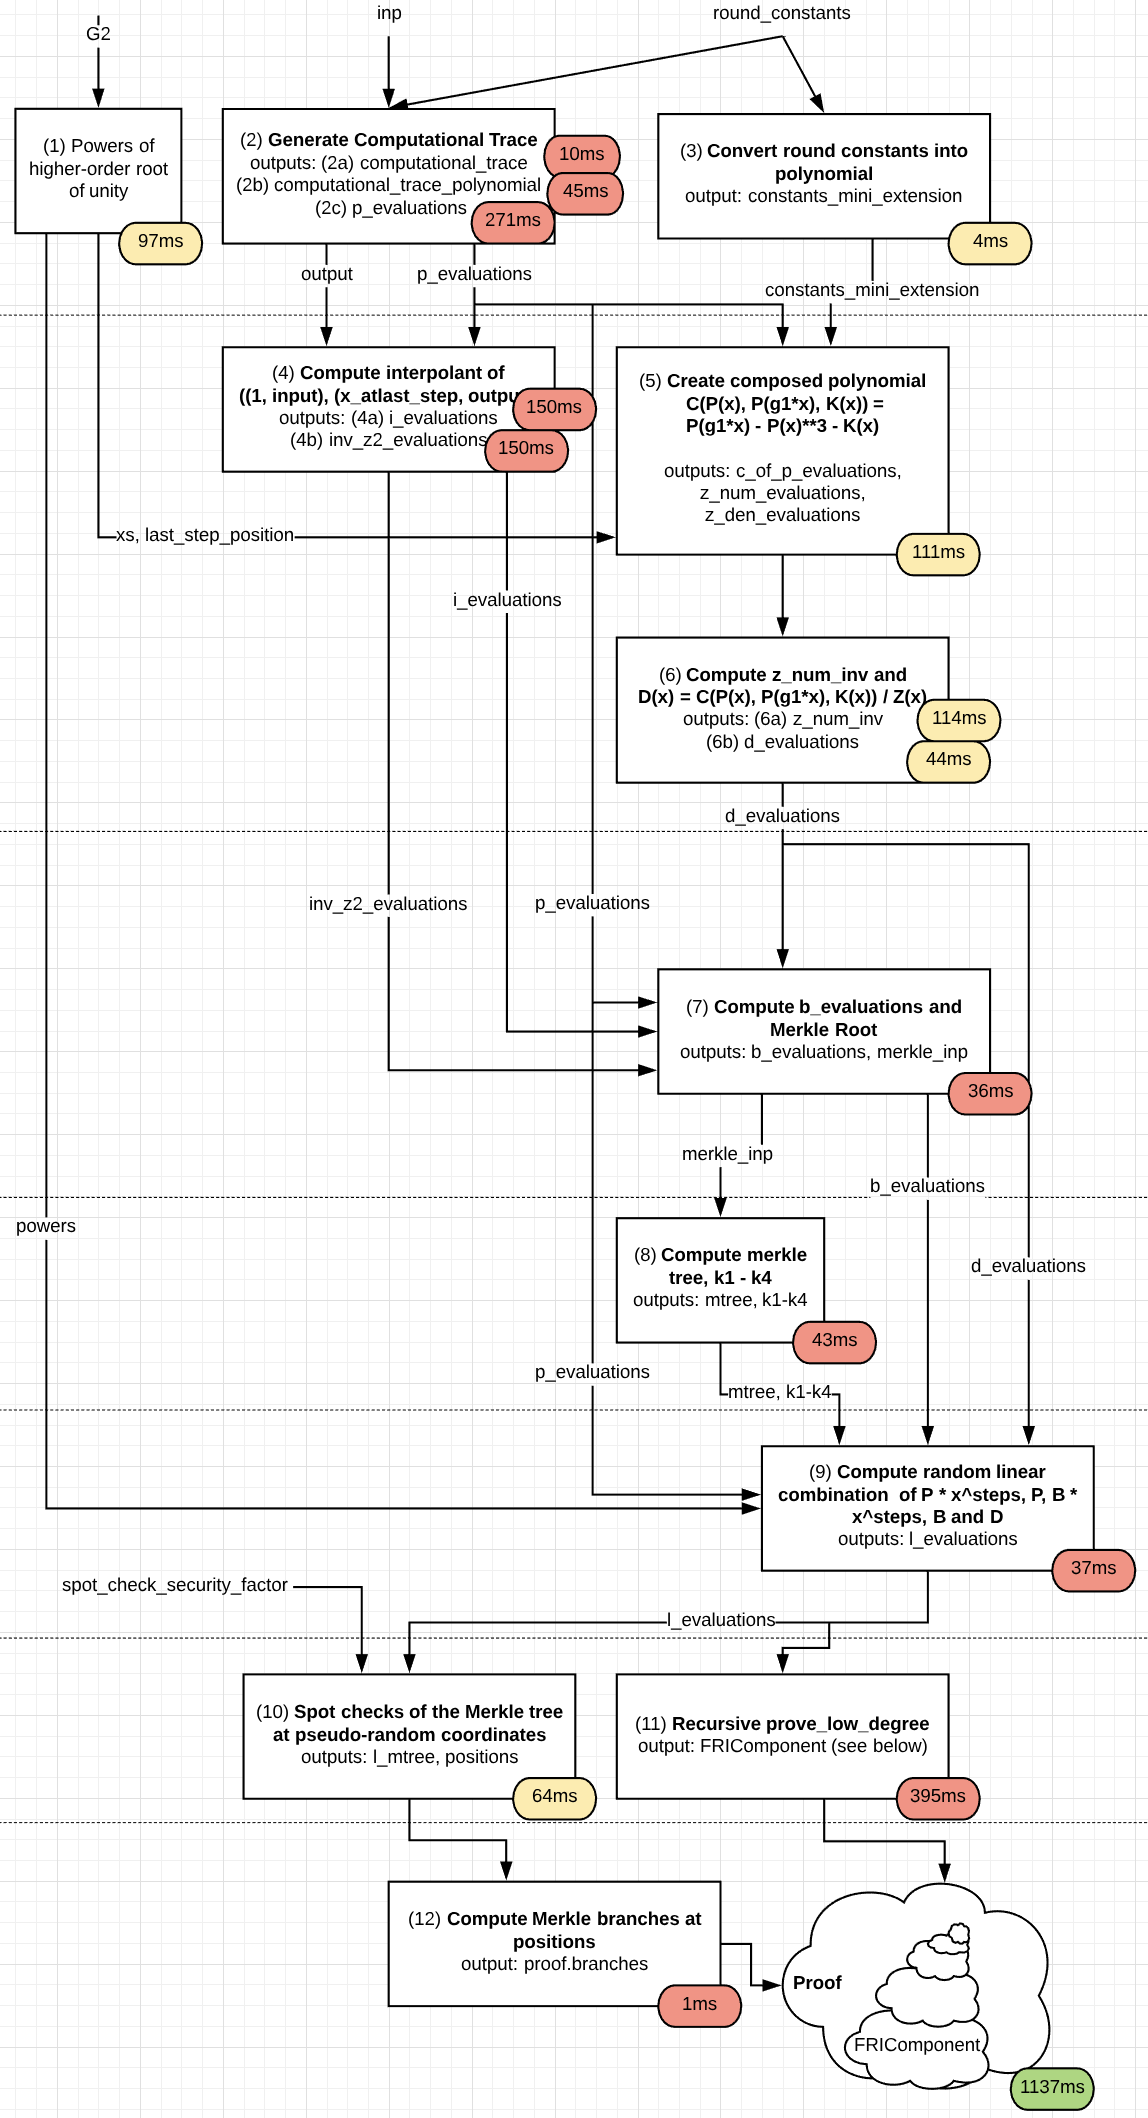 G2
inp
round_constants
(1) Powers of
higher-order root
of unity
97ms
(2) Generate Computational Trace
outputs: (2a) computational_trace
(2b) computational_trace_polynomial
(2c) p_evaluations
10ms
45ms
271ms
(3) Convert round constants into
polynomial
output: constants_mini_extension
4ms
output
p_evaluations
constants_mini_extension
(4) Compute interpolant of
((1, input), (x_atlast_step, outpu
outputs: (4a) i_evaluations
(4b) inv_z2_evaluations
150ms
150ms
(5) Create composed polynomial
C(P(x), P(g1*x), K(x)) =
P(g1*x) - P(x)**3 - K(x)
outputs: c_of_p_evaluations,
z_num_evaluations,
z_den_evaluations
111ms
xs, last_step_position
i_evaluations
(6) Compute z_num_inv and
D(x) = C(P(x), P(g1*x), K(x)) / Z(x)
outputs: (6a) z_num_inv
(6b) d_evaluations
114ms
44ms
d_evaluations
inv_z2_evaluations
p_evaluations
(7) Compute b_evaluations and
Merkle Root
outputs: b_evaluations, merkle_inp
36ms
merkle_inp
b_evaluations
powers
(8) Compute merkle
tree, k1 - k4
outputs: mtree, k1-k4
43ms
d_evaluations
p_evaluations
mtree, k1-k4
(9) Compute random linear
combination  of P * x^steps, P, B *
x^steps, B and D
outputs: l_evaluations
37ms
spot_check_security_factor
l_evaluations
(10) Spot checks of the Merkle tree
at pseudo-random coordinates
outputs: l_mtree, positions
64ms
(11) Recursive prove_low_degree
output: FRIComponent (see below)
395ms
(12) Compute Merkle branches at
positions
output: proof.branches
1ms
Proof
FRIComponent
1137ms